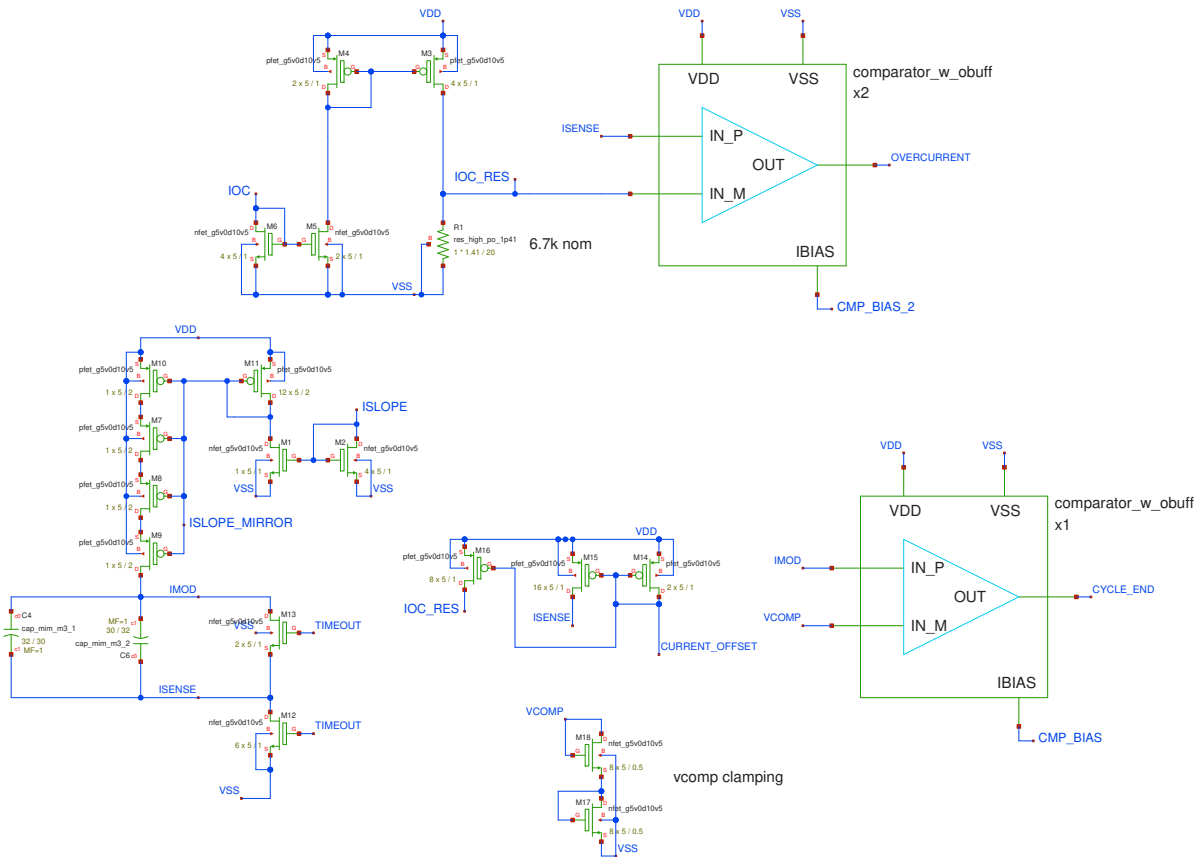 VDD
M4
pfet_g5v0d10v5
2 x 5 / 1
S
B
G
D
M3
pfet_g5v0d10v5
4 x 5 / 1
S
B
G
D
IOC
M6
nfet_g5v0d10v5
4 x 5 / 1
D
B
G
S
M5
nfet_g5v0d10v5
2 x 5 / 1
D
B
G
S
IOC_RES
R1
res_high_po_1p41
1 * 1.41 / 20
B
6.7k nom
VSS
VDD
VSS
VDD
VSS
comparator_w_obuff
x2
ISENSE
IN_P
OUT
OVERCURRENT
IN_M
IBIAS
CMP_BIAS_2
VDD
M10
pfet_g5v0d10v5
1 x 5 / 2
S
B
G
D
M11
pfet_g5v0d10v5
12 x 5 / 2
S
B
G
D
M7
pfet_g5v0d10v5
1 x 5 / 2
S
B
G
D
M8
pfet_g5v0d10v5
1 x 5 / 2
S
B
G
D
M9
pfet_g5v0d10v5
1 x 5 / 2
S
B
G
D
ISLOPE
M1
nfet_g5v0d10v5
1 x 5 / 1
D
B
G
S
VSS
M2
nfet_g5v0d10v5
4 x 5 / 1
D
B
G
S
VSS
ISLOPE_MIRROR
IMOD
c0
C4
cap_mim_m3_1
32 / 30
c1
MF=1
MF=1
c1
30 / 32
cap_mim_m3_2
C6
c0
M13
nfet_g5v0d10v5
VSS
2 x 5 / 1
D
B
G
S
TIMEOUT
ISENSE
M12
nfet_g5v0d10v5
6 x 5 / 1
D
B
G
S
TIMEOUT
VSS
VDD
M16
pfet_g5v0d10v5
8 x 5 / 1
S
B
G
D
IOC_RES
M15
pfet_g5v0d10v5
16 x 5 / 1
S
B
G
D
ISENSE
M14
pfet_g5v0d10v5
2 x 5 / 1
S
B
G
D
CURRENT_OFFSET
VCOMP
M18
nfet_g5v0d10v5
8 x 5 / 0.5
D
B
G
S
M17
nfet_g5v0d10v5
8 x 5 / 0.5
D
B
G
S
VSS
vcomp clamping
VDD
VSS
VDD
VSS
comparator_w_obuff
x1
IMOD
IN_P
OUT
CYCLE_END
VCOMP
IN_M
IBIAS
CMP_BIAS